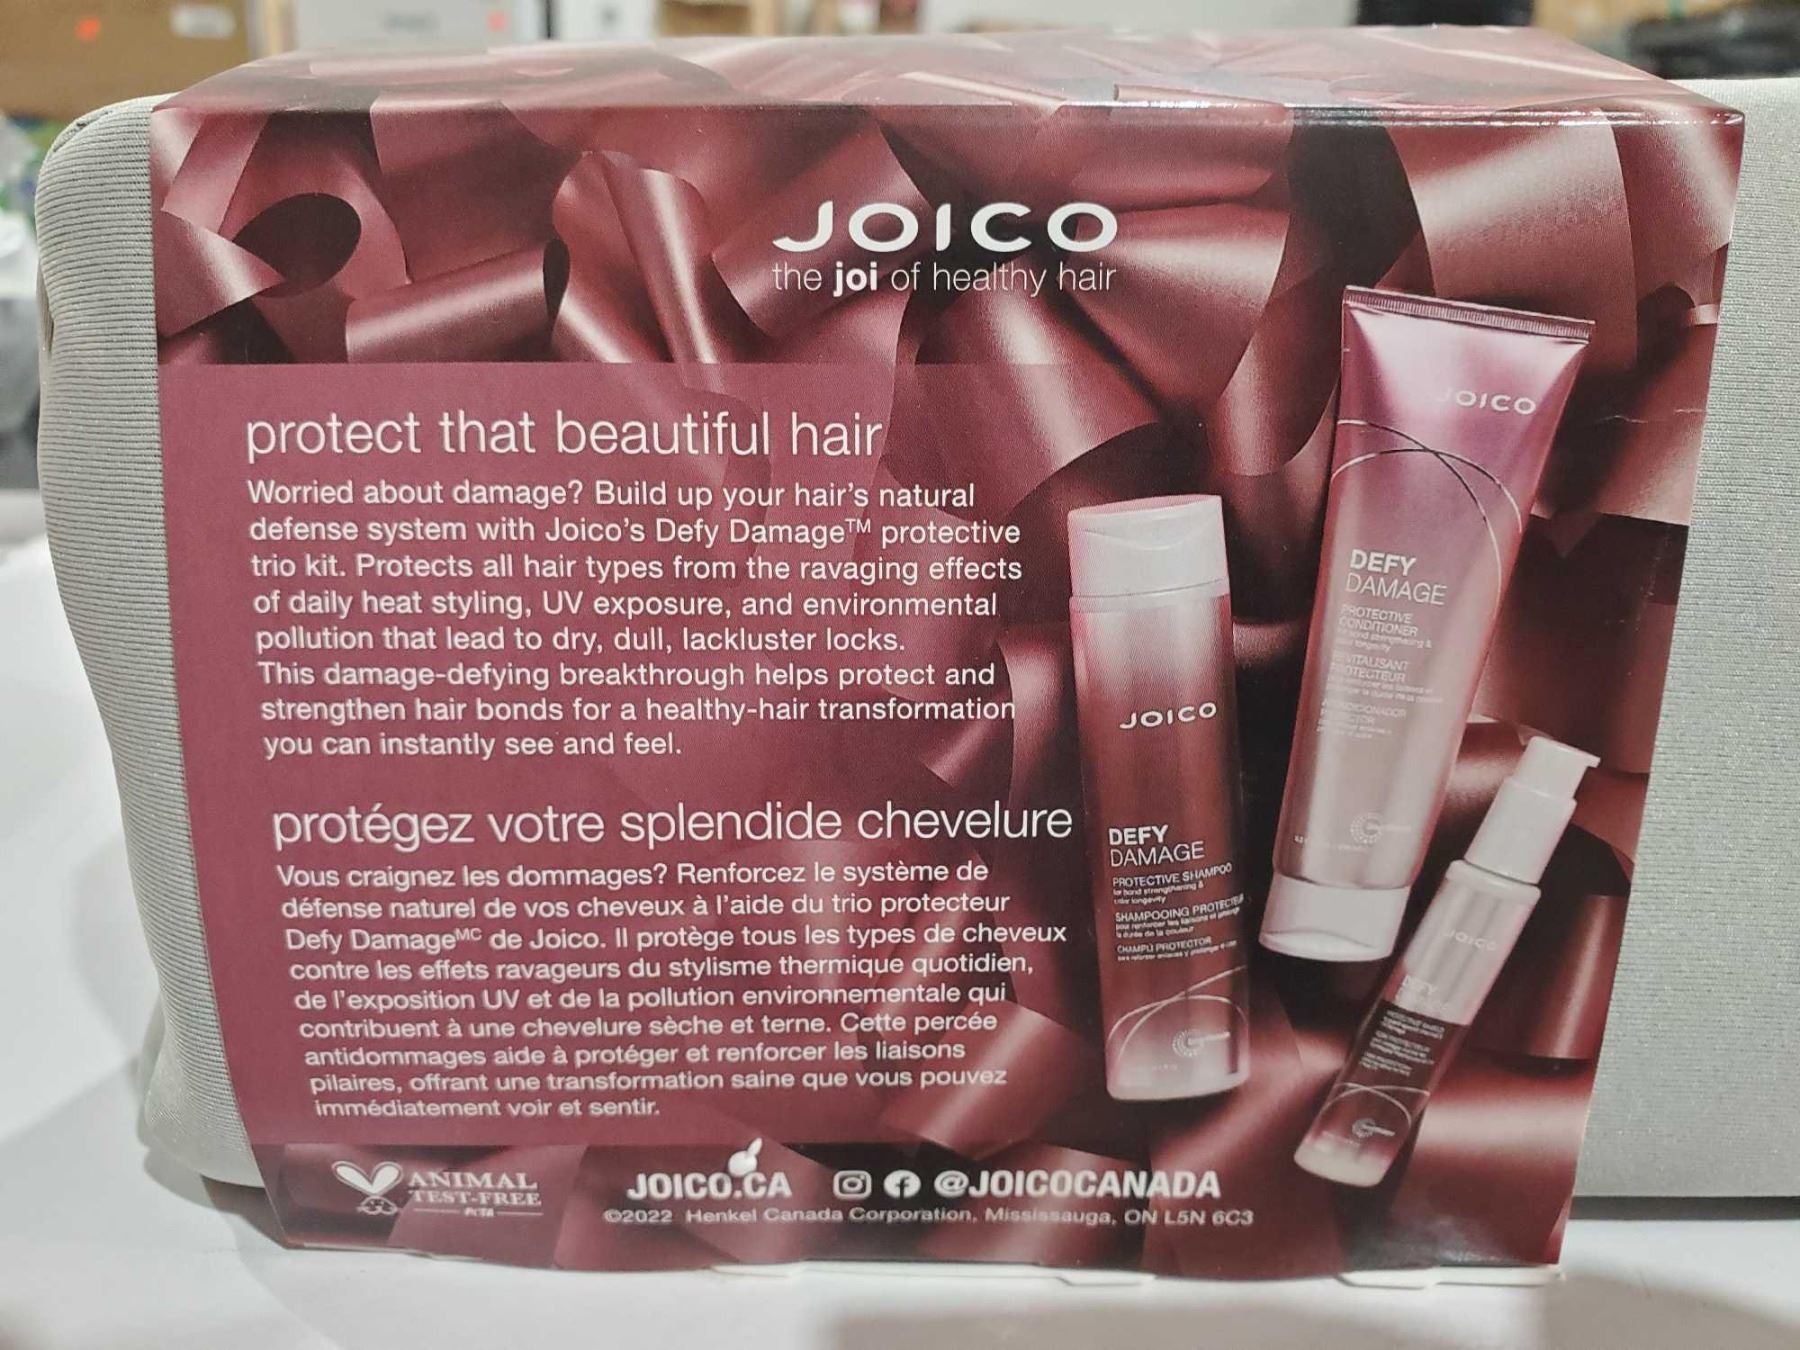 JOICO
the joi of healthy hair
protect that beautiful hair
Worried about damage? Build up your hair's natural
defense system with Joico's Defy Damage™ protective
trio kit. Protects all hair types from the ravaging effects
of daily heat styling, UV exposure, and environmental
pollution that lead to dry, dull, lackluster locks.
This damage-defying breakthrough helps protect and
strengthen hair bonds for a healthy-hair transformation
you can instantly see and feel.
protégez votre splendide chevelure
Vous craignez les dommages? Renforcez le système de
défense naturel de vos cheveux à l'aide du trio protecteur
Defy Damage MC de Joico. Il protège tous les types de cheveux
contre les effets ravageurs du stylisme thermique quotidien,
de l'exposition UV et de la pollution environnementale qui
contribuent à une chevelure sèche et terne. Cette percée
antidommages aide à protéger et renforcer les liaisons
pilaires, offrant une transformation saine que vous pouvez
immédiatement voir et sentir.
JOICO
DEFY
DAMAGE
PROTECTIVE SHAMPOO
for bond strengthening &
color longevity
SHAMPOOING PROTECTEUR
CHAMPÚ PROTECTOR
JOICO
DEFY
DAMAGE
PROTECTIVE
CONDITIONER
REVITALISANT
PROTECTEUR
JOICO
DEFY
ANIMAL
TEST-FREE
PETA
JOICO.CA @JOICOCANADA
©2022 Henkel Canada Corporation, Mississauga, ON L5N 6C3